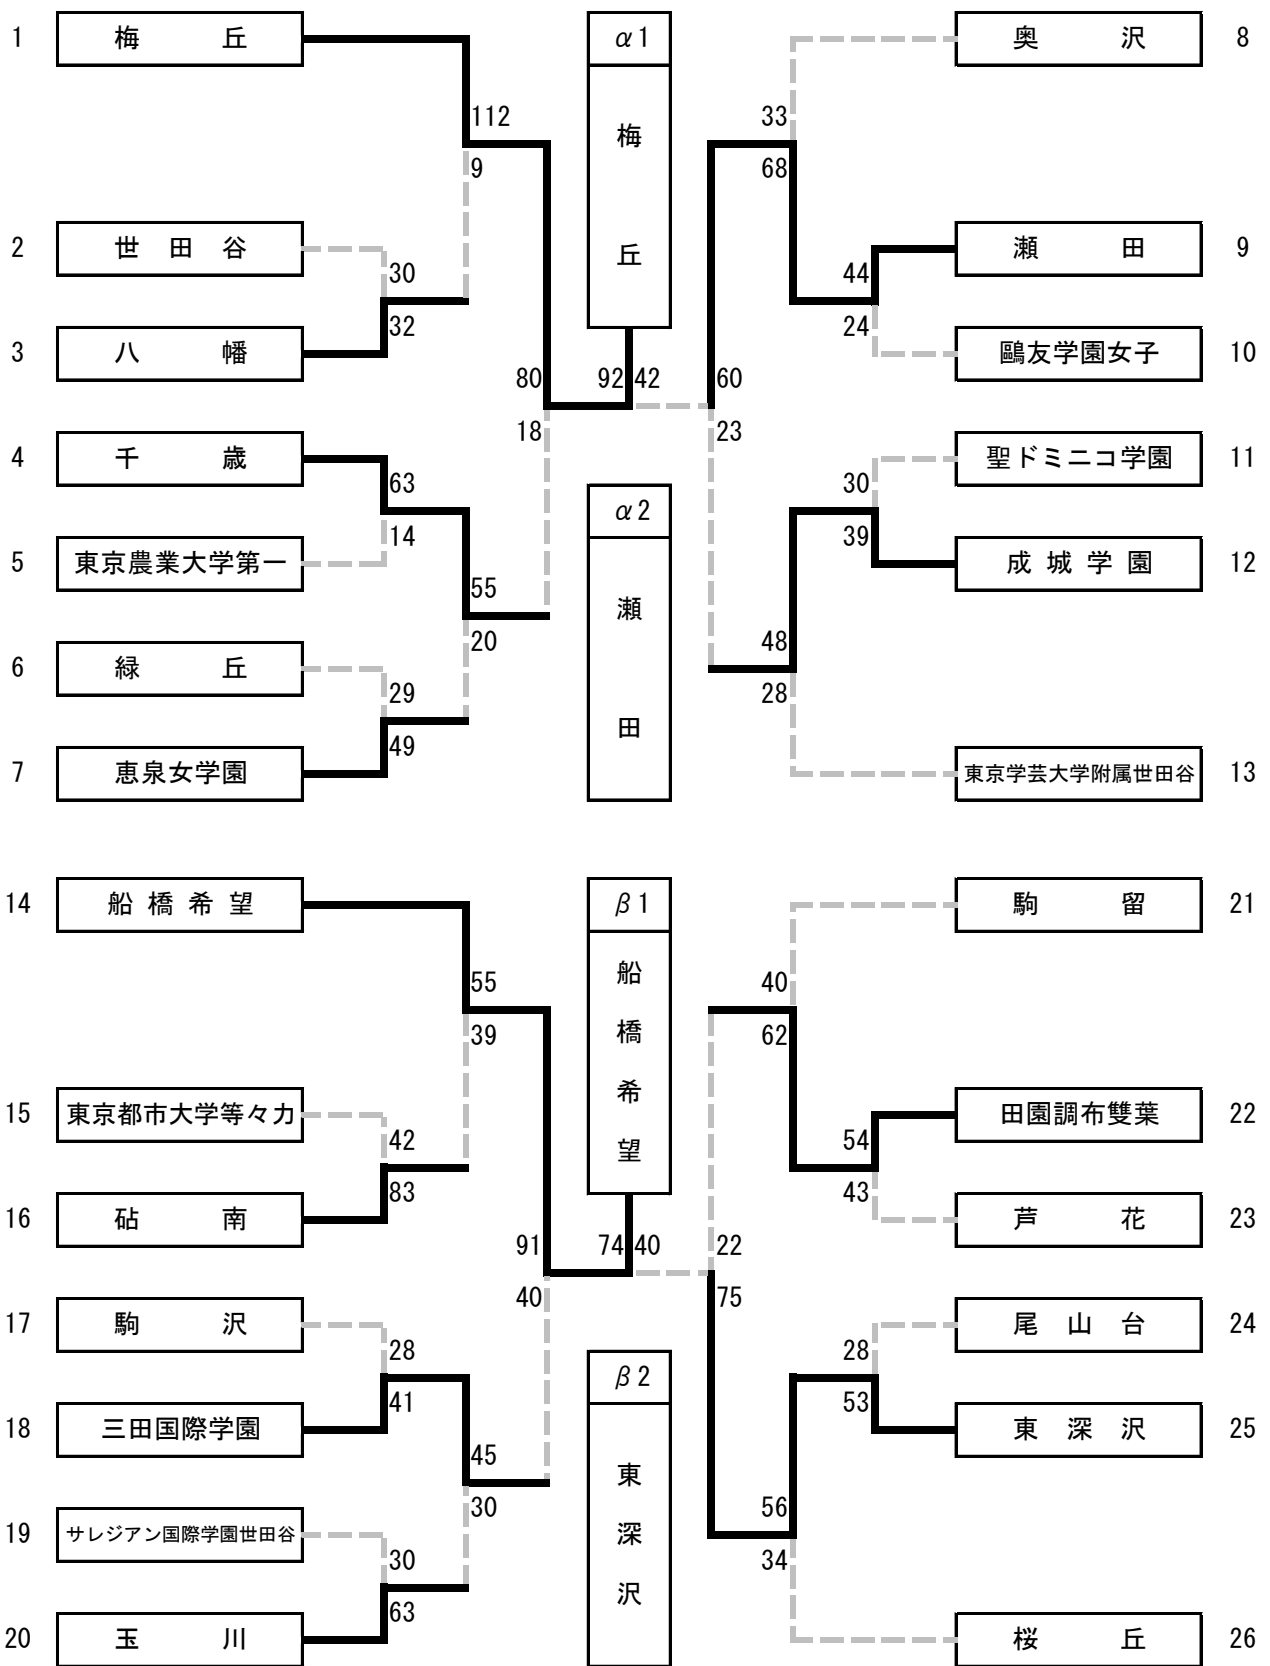 1 梅丘
112
9
2 世田谷
30
32
3 八幡
80
18
4 千歳
63
14
5 東京農業大学第一
55
20
6 緑丘
29
49
7 恵泉女学園
α1
梅丘
92 42
α2
瀬田
奥沢 8
33
68
瀬田 9
44
24
鷗友学園女子 10
60
23
聖ドミニコ学園 11
30
39
成城学園 12
48
28
東京学芸大学附属世田谷 13
14 船橋希望
55
39
15 東京都市大学等々力
42
83
16 砧南
91
40
17 駒沢
28
41
18 三田国際学園
45
30
19 サレジアン国際学園世田谷
30
63
20 玉川
β1
船橋希望
74 40
β2
東深沢
駒留 21
40
62
田園調布雙葉 22
54
43
芦花 23
22
75
尾山台 24
28
53
東深沢 25
56
34
桜丘 26